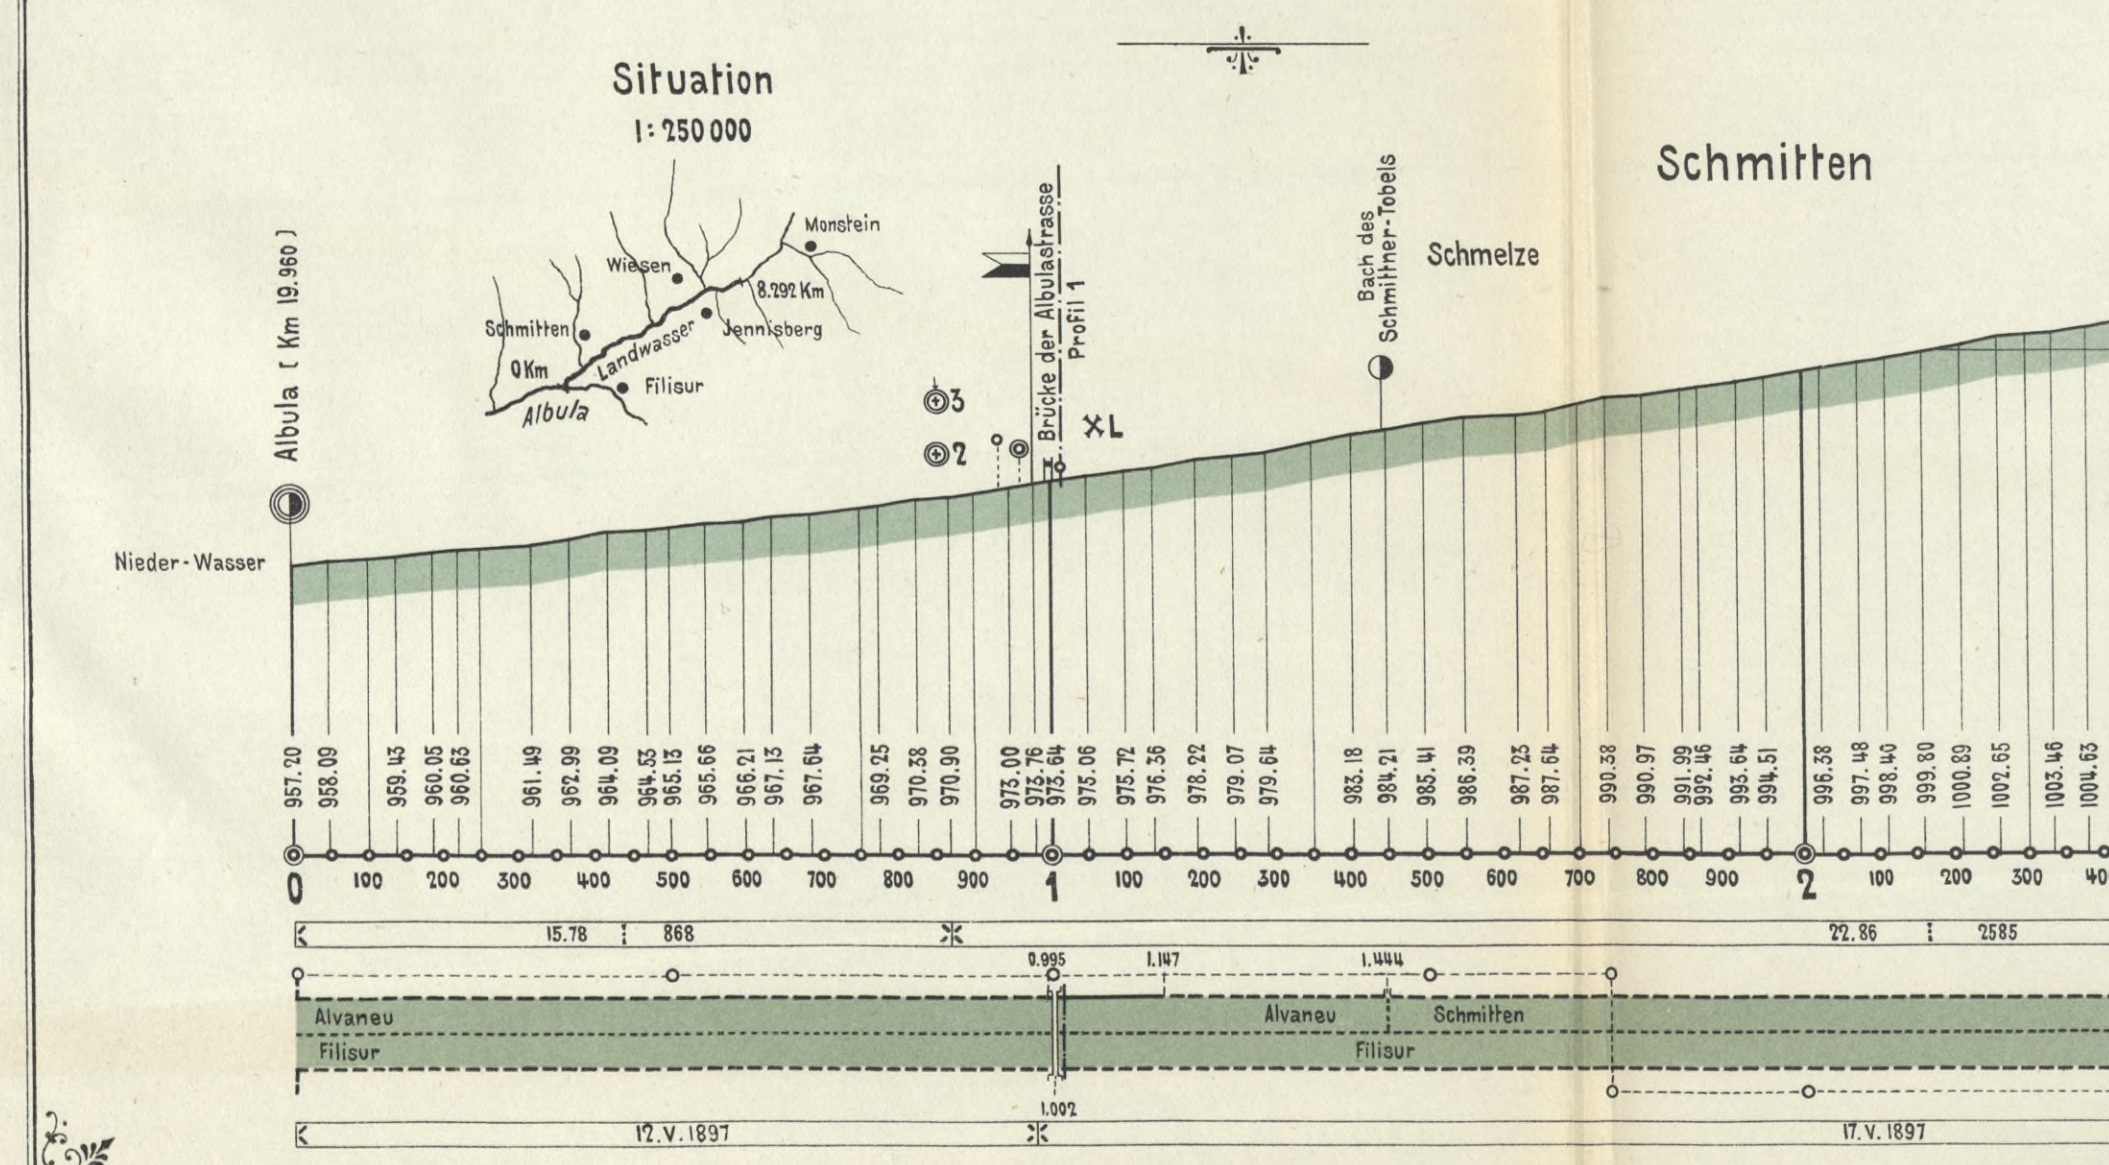 Situation
1:250 000
Monstein
Wiesen
8.292 Km
Schmitten
Jennisberg
Landwasser
0 Km
Filisur
Albula
Albula ( Km 19.960 )
Nieder-Wasser
3
2
Brücke der Albulastrasse
Profil 1
L
Bach des
Schmittner-Tobels
Schmelze
Schmitten
957.20 958.09 959.43 960.05 960.63 961.49 962.99 964.09 964.53 965.13 965.66 966.21 967.13 967.64 969.25 970.38 970.90 973.00 973.76 973.64 975.06 975.72 976.36 978.22 979.07 979.64 983.18 984.21 985.41 986.39 987.23 987.64 990.38 990.97 991.99 992.46 993.64 994.51 996.38 997.48 998.40 999.80 1000.89 1002.65 1003.46 1004.63
0 100 200 300 400 500 600 700 800 900 1 100 200 300 400 500 600 700 800 900 2 100 200 300 40
15.78 868 22.86 2585
0.995 1.147 1.444
Alvaneu Alvaneu Schmitten
Filisur Filisur
1.002
12.V.1897 17.V.1897